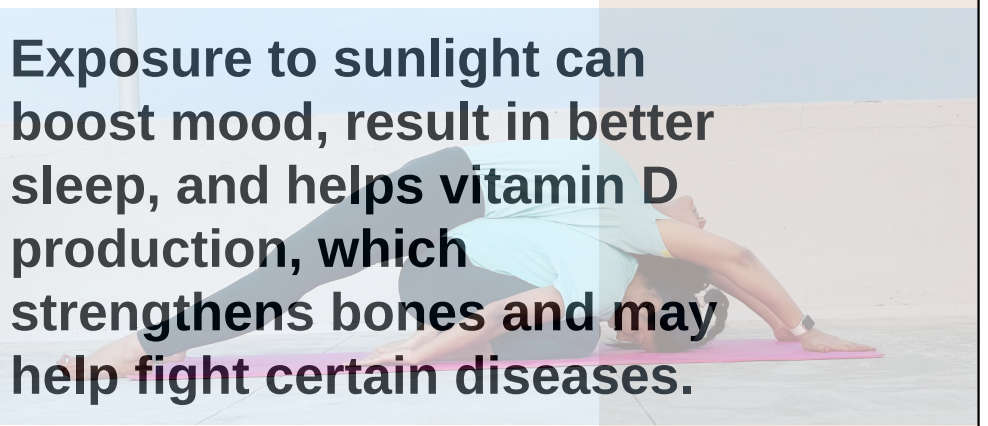 Exposure to sunlight can
boost mood, result in better
sleep, and helps vitamin D
production, which
strengthens bones and may
help fight certain diseases.